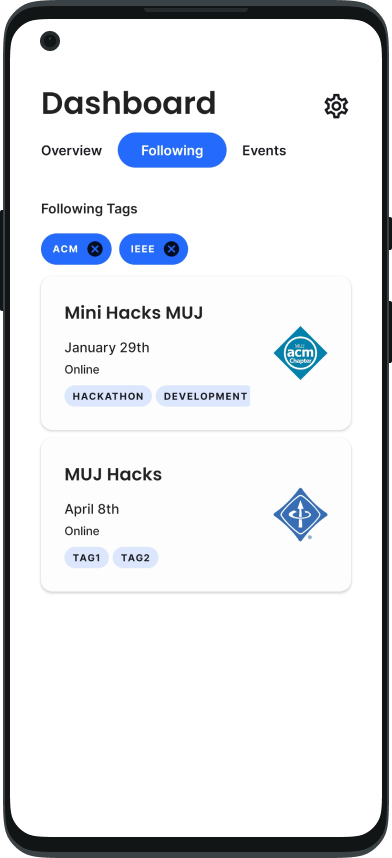 Dashboard
Overview Following Events
Following Tags
ACM IEEE
Mini Hacks MUJ
January 29th
Online
HACKATHON DEVELOPMENT
MUJ
acm
Chapter
MUJ Hacks
April 8th
Online
TAG1 TAG2
®